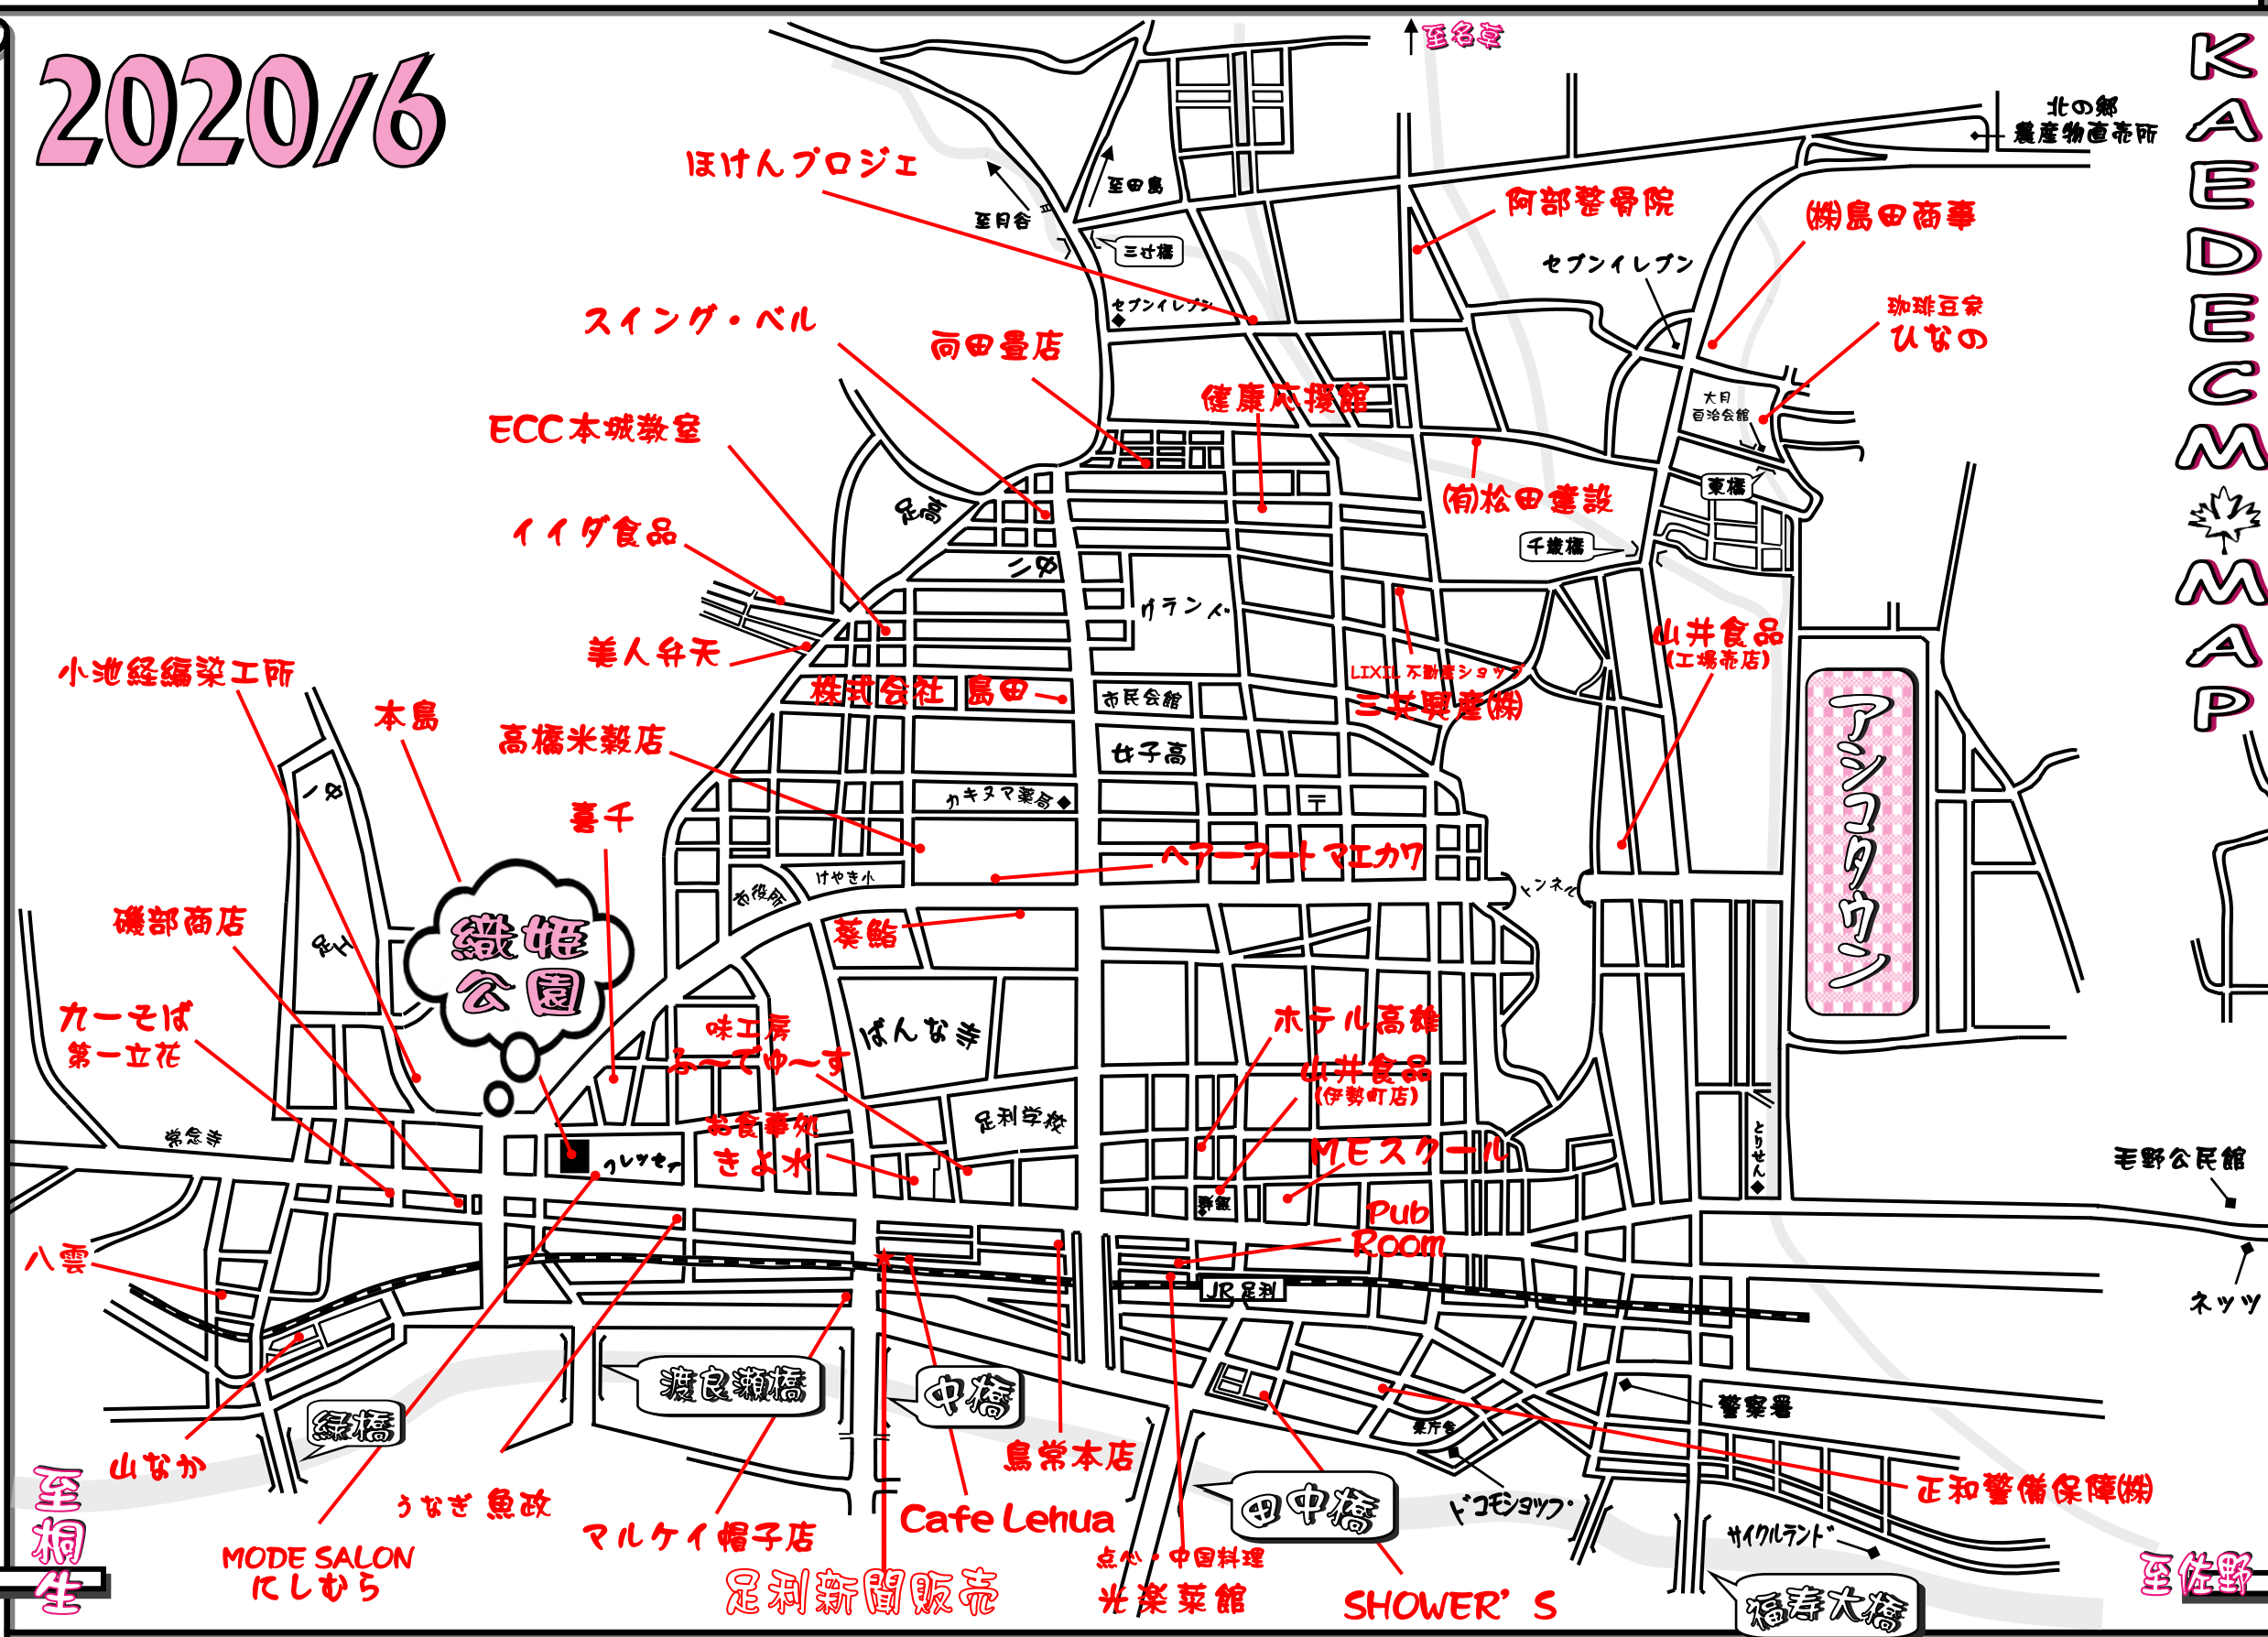 2020/6
至名草
KAEDECM MAP
北の郷
農産物直売所
ほけんプロジェ
至田島
至月谷
三辻橋
阿部整骨院
㈱島田商事
セブンイレブン
セブンイレブン
珈琲豆家
ひなの
スイング・ベル
向田畳店
健康応援館
大月
自治会館
ECC本城教室
㈲松田建設
東橋
足高
イイダ食品
千歳橋
二中
グランド
美人弁天
山井食品
(工場売店)
小池経編染工所
株式会社 島田
市民会館
LIXIL不動産ショップ
三共興産㈱
本島
高橋米穀店
女子高
アシコタウン
一中
カキヌマ薬局
〒
喜千
ヘアーアートマエカワ
けやき小
市役所
トンネル
磯部商店
織姫
公園
足工
葵鮨
カーそば
第一立花
味工房
る〜でゅ〜す
ばんな寺
ホテル高雄
山井食品
(伊勢町店)
お食事処
きよ水
足利学校
常念寺
フレッセイ
MEスクール
とりせん
毛野公民館
群銀
Pub
Room
八雲
JR足利
ネッツ
渡良瀬橋
中橋
緑橋
警察署
県庁舎
山なか
鳥常本店
田中橋
正和警備保障㈱
至桐生
うなぎ 魚政
マルケイ帽子店
Cafe Lehua
ドコモショップ
サイクルランド
MODE SALON
にしむら
点心・中国料理
光楽菜館
足利新聞販売
SHOWER'S
福寿大橋
至佐野